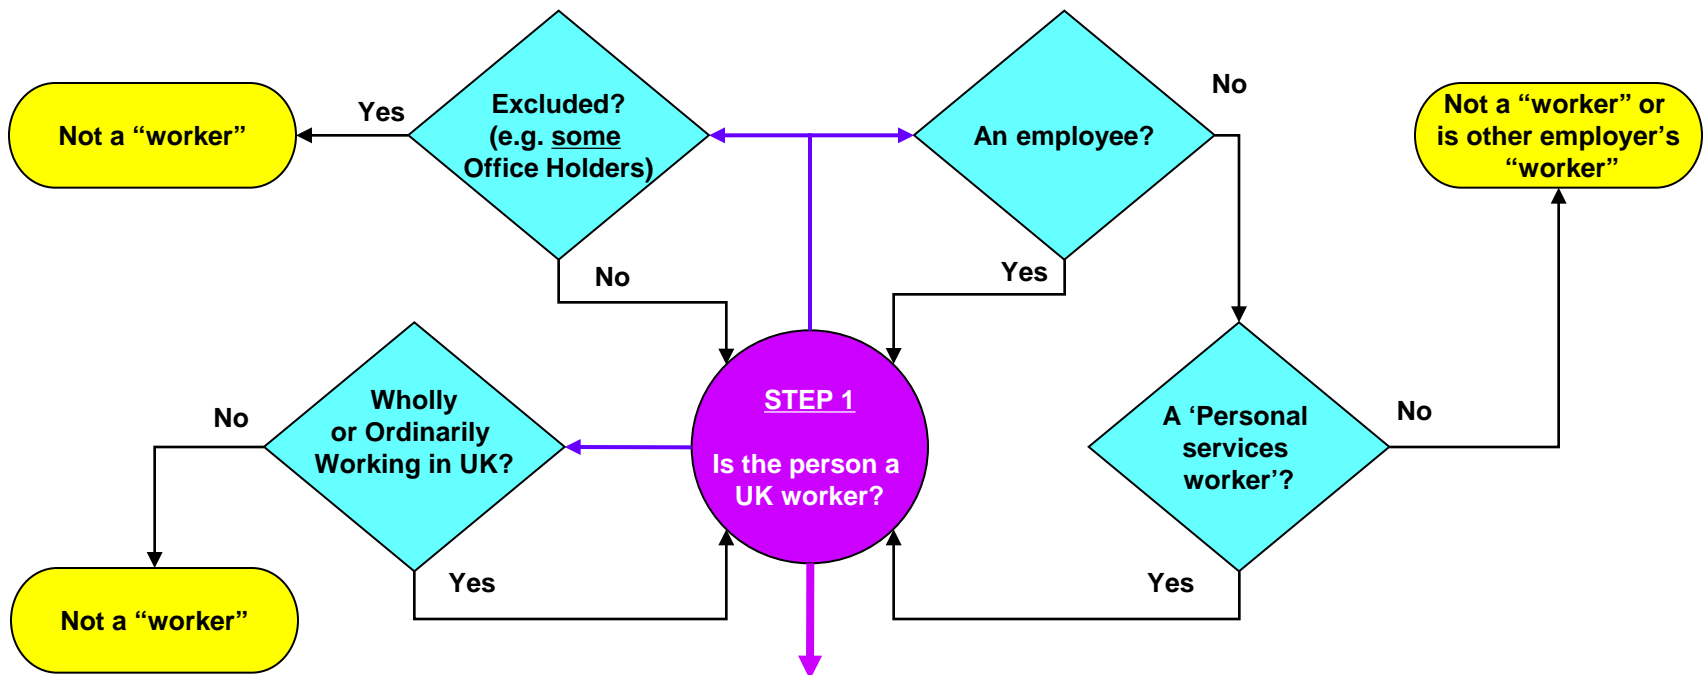 Excluded?
(e.g. some
Office Holders)
Yes
Not a “worker”
No
An employee?
No
Yes
Not a “worker” or
is other employer’s
“worker”
STEP 1
Is the person a
UK worker?
Wholly
or Ordinarily
Working in UK?
No
Yes
Not a “worker”
A ‘Personal
services
worker’?
No
Yes